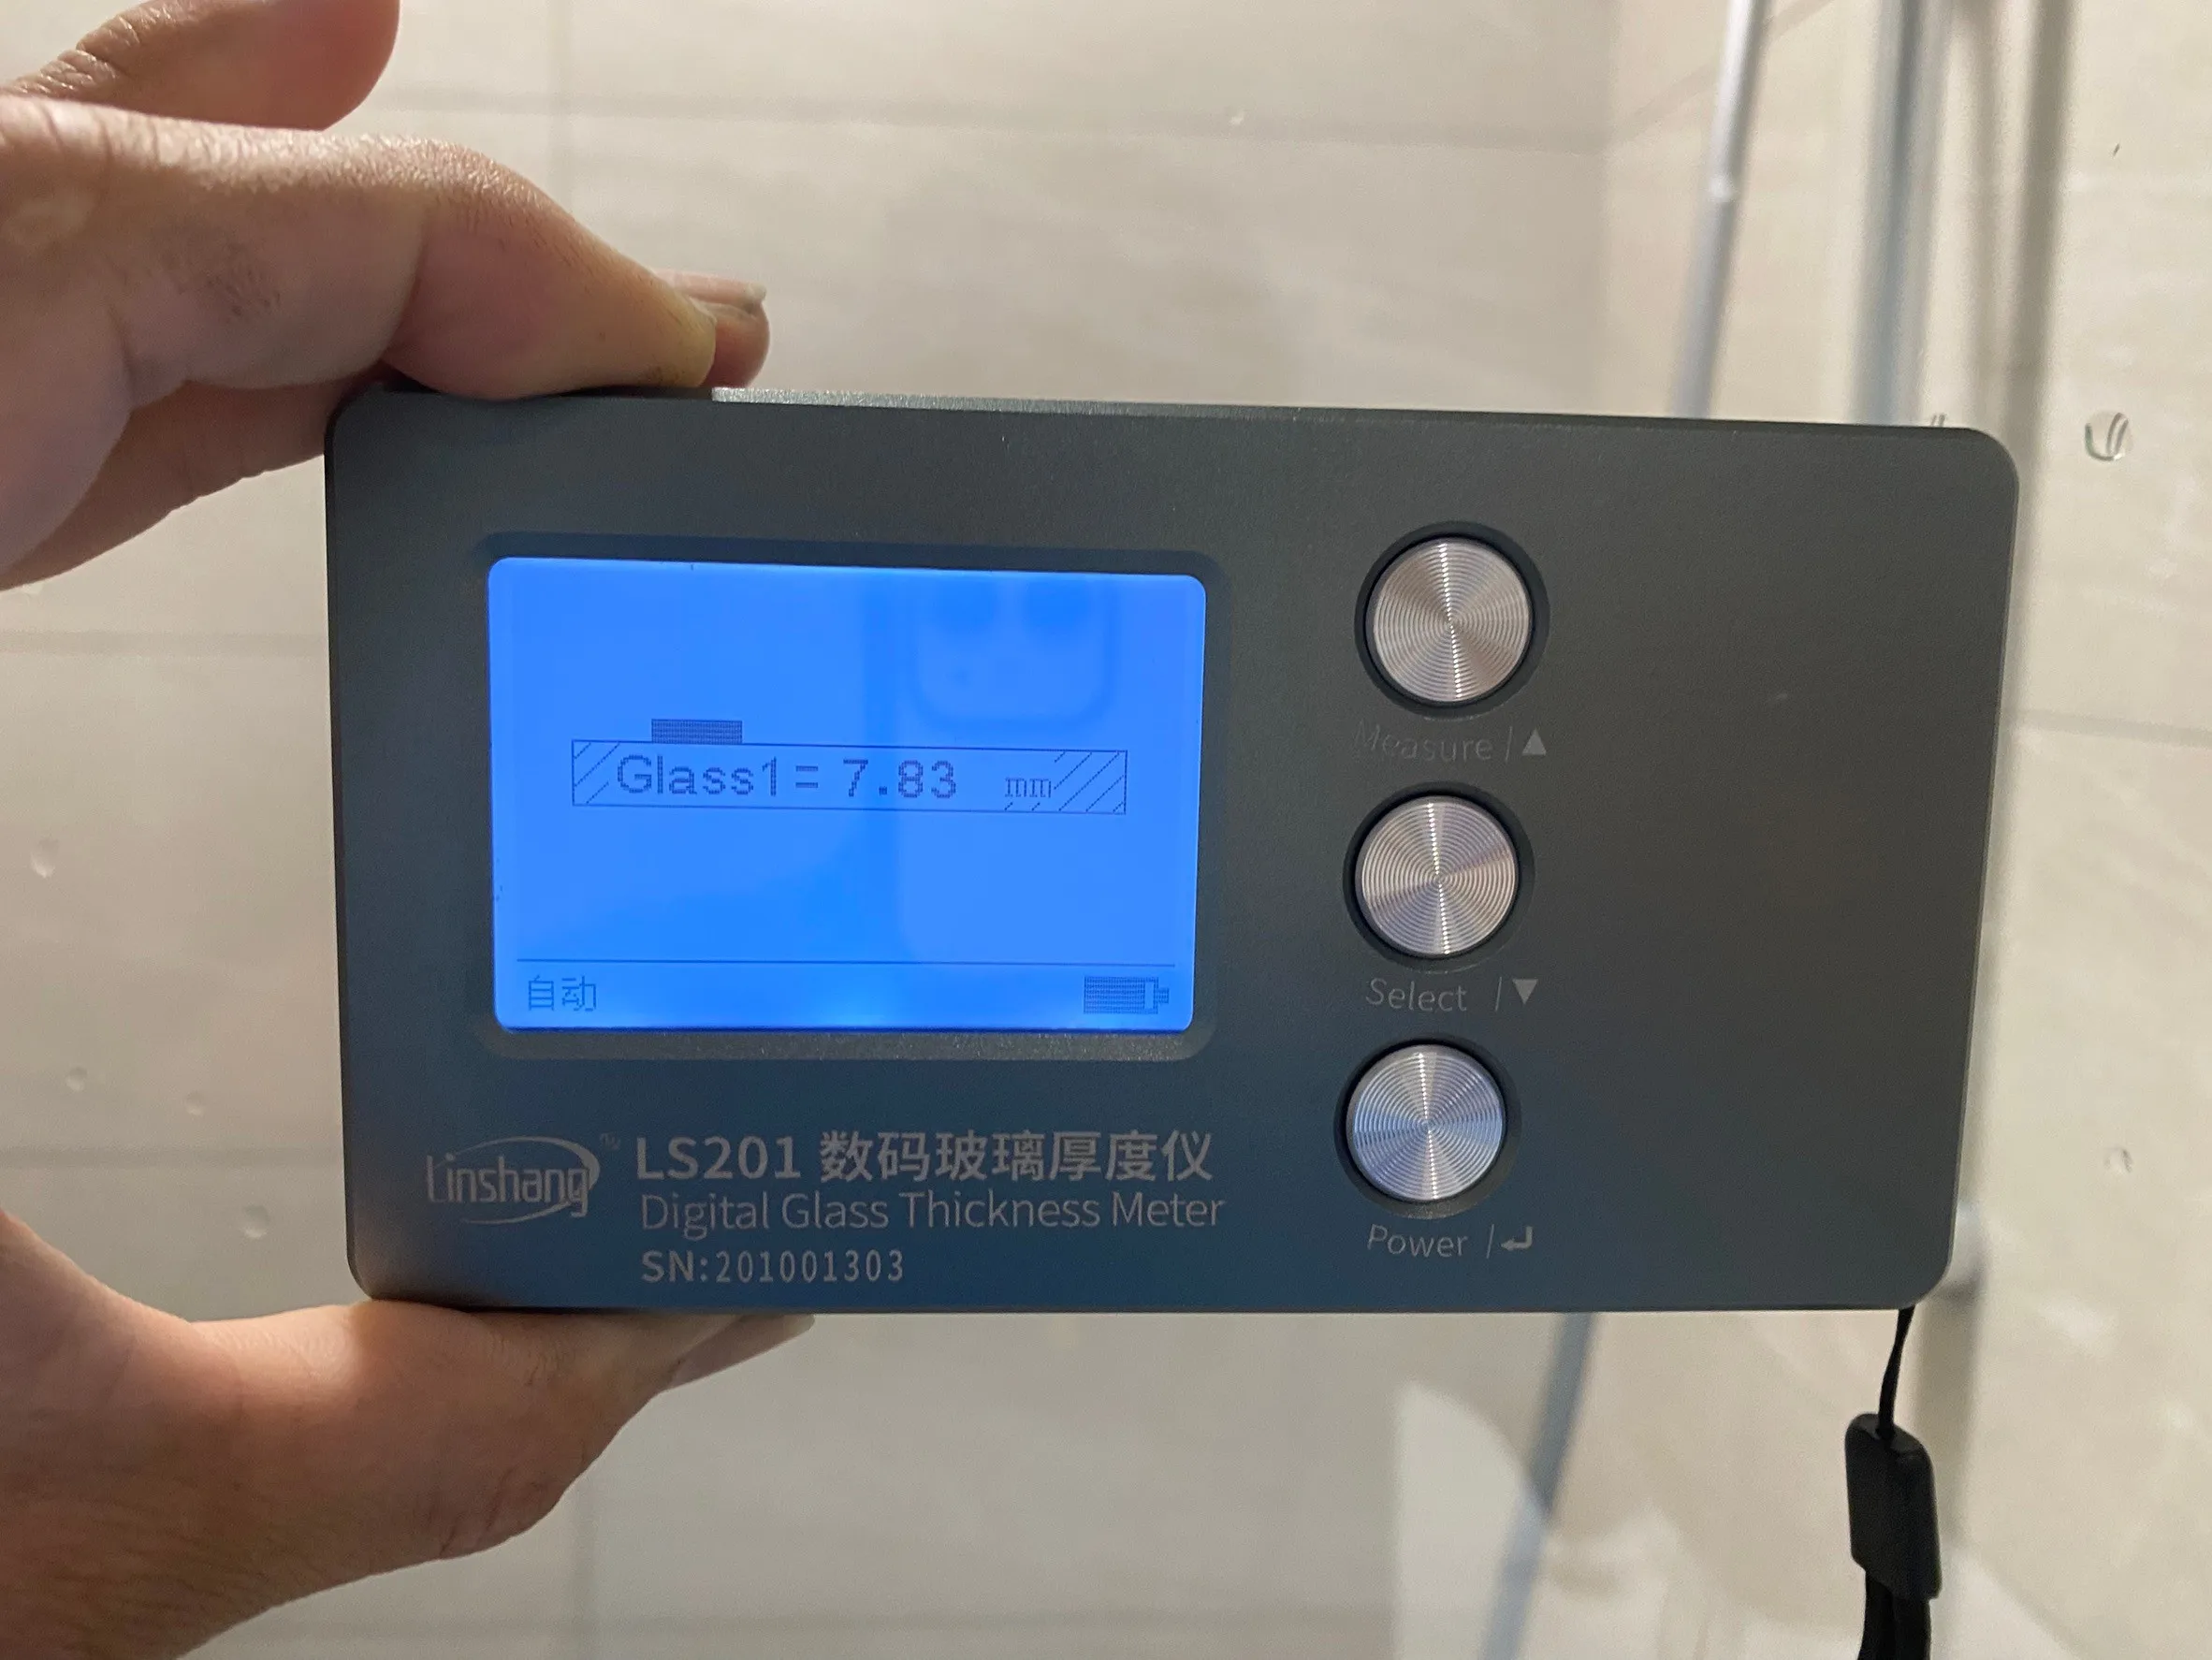 Glass1= 7.83 mm
自动
Measure /▲
Select /▼
Power /↵
Linshang TM
LS201 数码玻璃厚度仪
Digital Glass Thickness Meter
SN:201001303